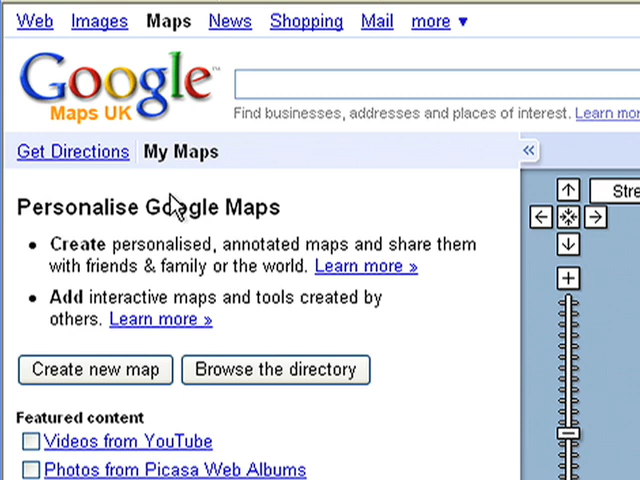 Web Images Maps News Shopping Mail more ▼
Google™
Maps UK
Find businesses, addresses and places of interest. Learn
Get Directions My Maps «
Personalise Google Maps
• Create personalised, annotated maps and share them
with friends & family or the world. Learn more »
• Add interactive maps and tools created by
others. Learn more »
Create new map Browse the directory
Featured content
Videos from YouTube
Photos from Picasa Web Albums